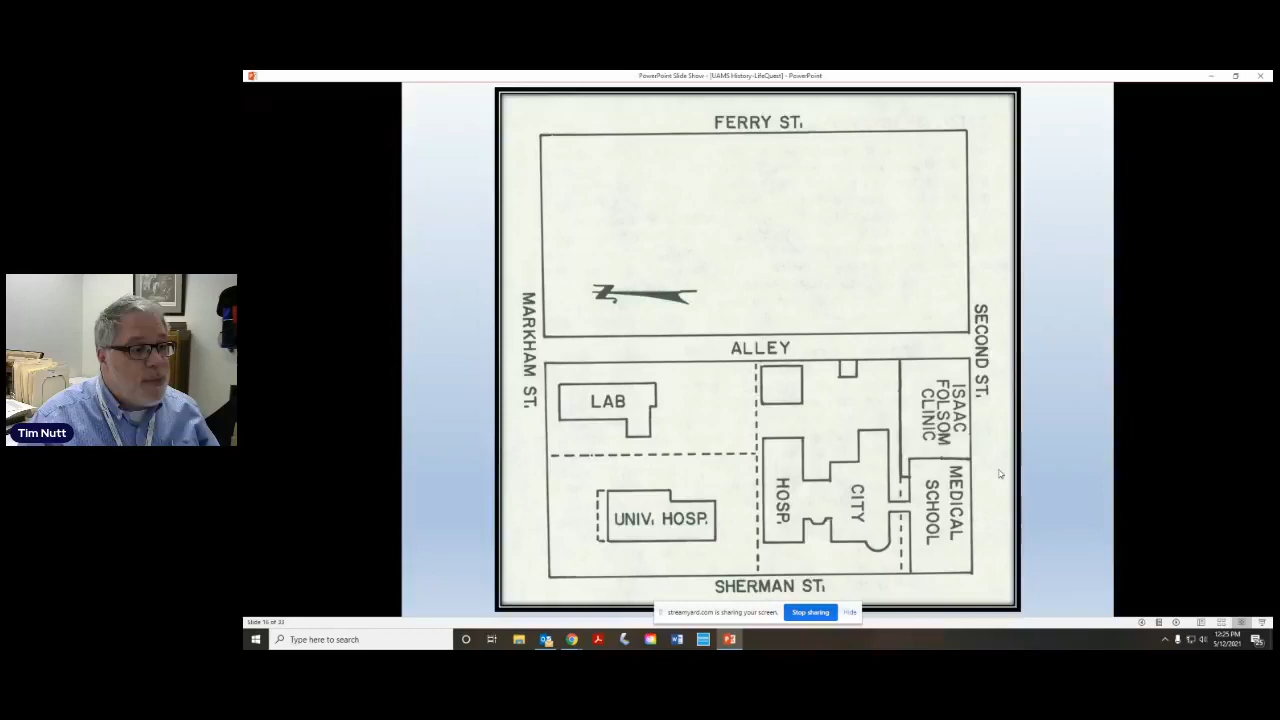 PowerPoint Slide Show - [UAMS History-LifeQuest] - PowerPoint
FERRY ST.
N
MARKHAM ST.
SECOND ST.
ALLEY
LAB
ISAAC
FOLSOM
CLINIC
UNIV. HOSP.
HOSP.
CITY
MEDICAL
SCHOOL
SHERMAN ST.
Tim Nutt
streamyard.com is sharing your screen.
Stop sharing
Hide
Type here to search
12:25 PM
5/12/2021